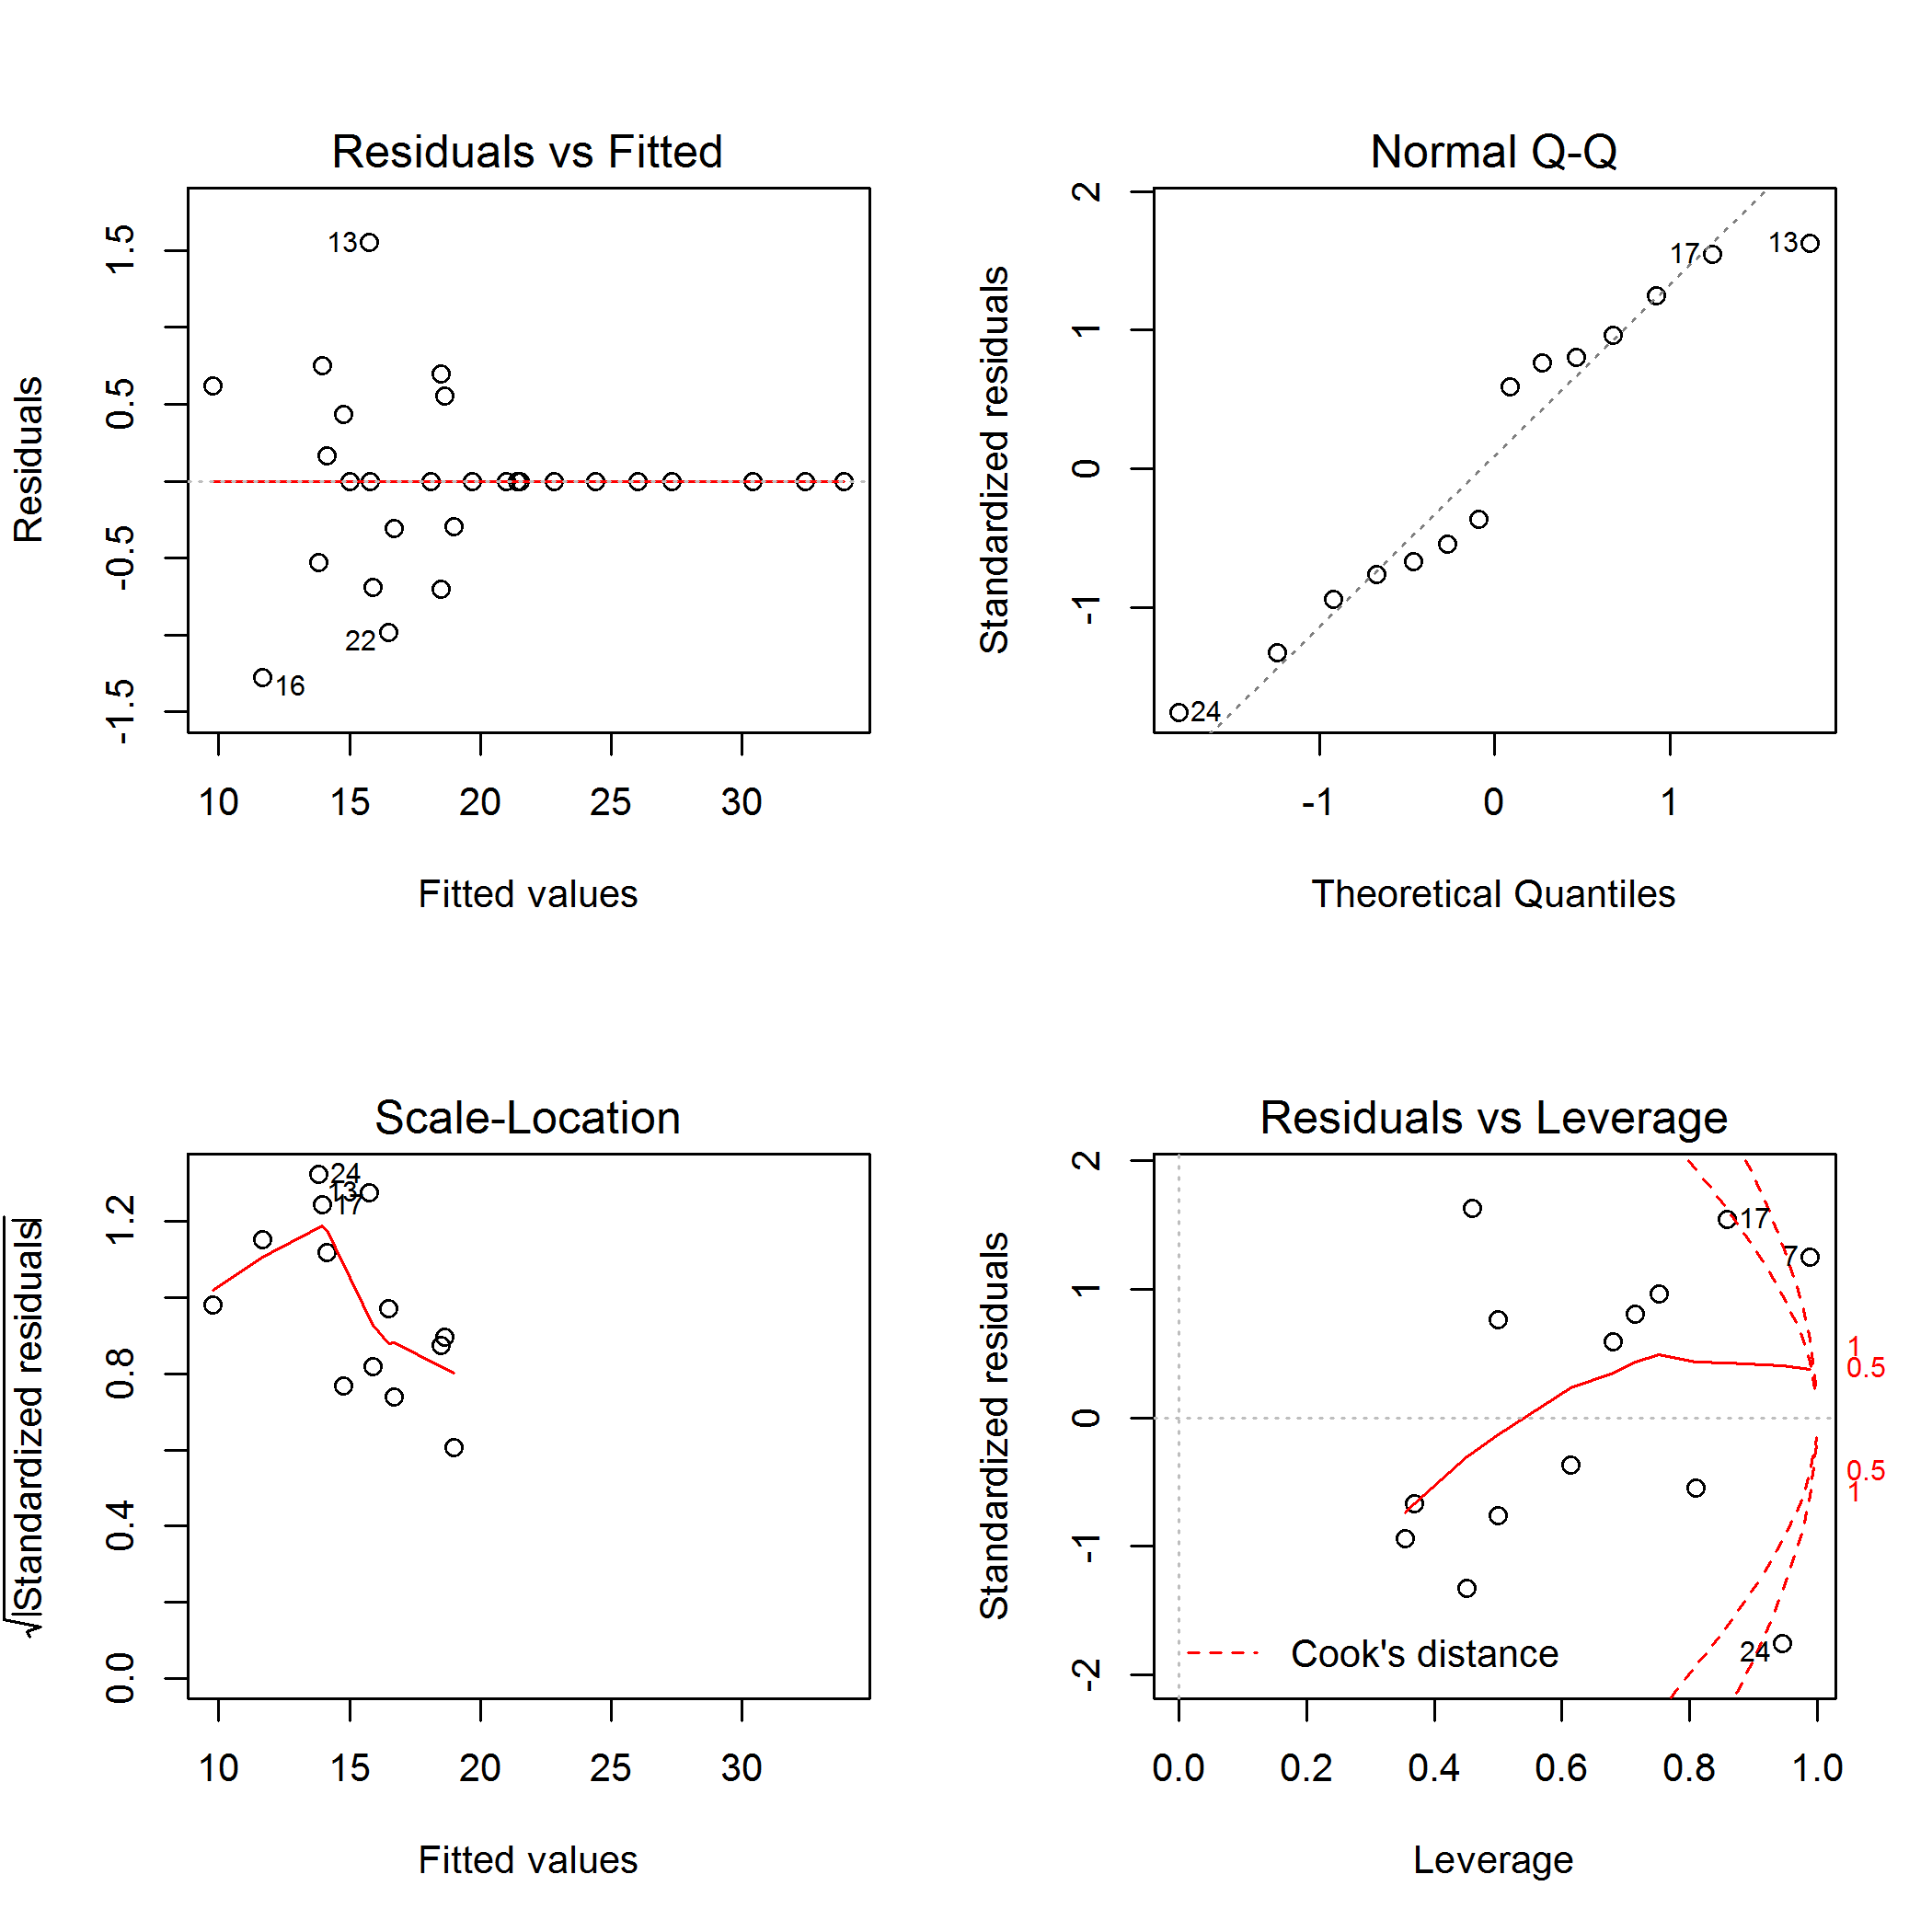 Residuals vs Fitted
Residuals
1.5
0.5
-0.5
-1.5
13
22
16
10 15 20 25 30
Fitted values
Normal Q-Q
Standardized residuals
2
1
0
-1
17
13
24
-1 0 1
Theoretical Quantiles
Scale-Location
√|Standardized residuals|
1.2
0.8
0.4
0.0
24
13
17
10 15 20 25 30
Fitted values
Residuals vs Leverage
Standardized residuals
2
1
0
-1
-2
17
7
24
1
0.5
0.5
1
Cook's distance
0.0 0.2 0.4 0.6 0.8 1.0
Leverage